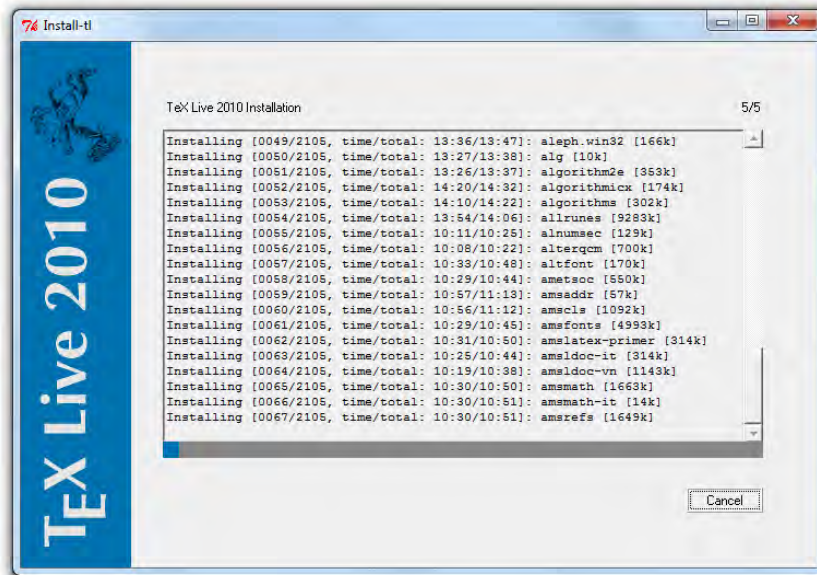 Install-tl
TeX Live 2010 Installation 5/5
Installing [0049/2105, time/total: 13:36/13:47]: aleph.win32 [166k]
Installing [0050/2105, time/total: 13:27/13:38]: alg [10k]
Installing [0051/2105, time/total: 13:26/13:37]: algorithm2e [353k]
Installing [0052/2105, time/total: 14:20/14:32]: algorithmicx [174k]
Installing [0053/2105, time/total: 14:10/14:22]: algorithms [302k]
Installing [0054/2105, time/total: 13:54/14:06]: allrunes [9283k]
Installing [0055/2105, time/total: 10:11/10:25]: alnumsec [129k]
Installing [0056/2105, time/total: 10:08/10:22]: alterqcm [700k]
Installing [0057/2105, time/total: 10:33/10:48]: altfont [170k]
Installing [0058/2105, time/total: 10:29/10:44]: ametsoc [550k]
Installing [0059/2105, time/total: 10:57/11:13]: amsaddr [57k]
Installing [0060/2105, time/total: 10:56/11:12]: amscls [1092k]
Installing [0061/2105, time/total: 10:29/10:45]: amsfonts [4993k]
Installing [0062/2105, time/total: 10:31/10:50]: amslatex-primer [314k]
Installing [0063/2105, time/total: 10:25/10:44]: amsldoc-it [314k]
Installing [0064/2105, time/total: 10:19/10:38]: amsldoc-vn [1143k]
Installing [0065/2105, time/total: 10:30/10:50]: amsmath [1663k]
Installing [0066/2105, time/total: 10:30/10:51]: amsmath-it [14k]
Installing [0067/2105, time/total: 10:30/10:51]: amsrefs [1649k]
Cancel
TEX Live 2010